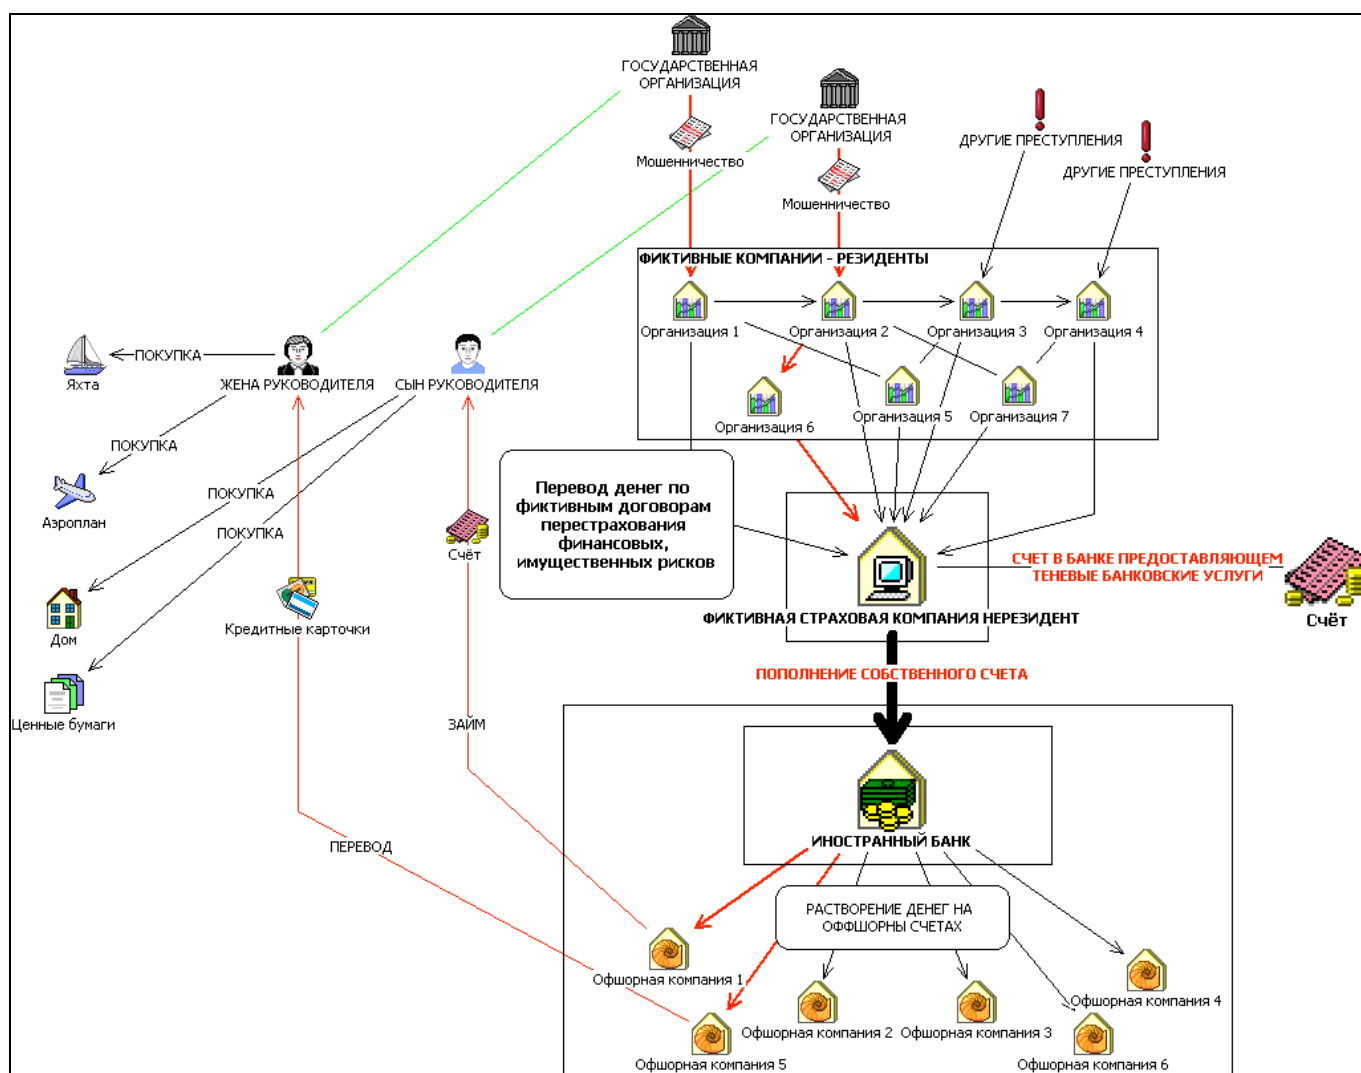 ГОСУДАРСТВЕННАЯ
ОРГАНИЗАЦИЯ
ГОСУДАРСТВЕННАЯ
ОРГАНИЗАЦИЯ
Мошенничество
Мошенничество
ДРУГИЕ ПРЕСТУПЛЕНИЯ
ДРУГИЕ ПРЕСТУПЛЕНИЯ
ФИКТИВНЫЕ КОМПАНИИ - РЕЗИДЕНТЫ
Организация 1
Организация 2
Организация 3
Организация 4
Организация 6
Организация 5
Организация 7
ПОКУПКА
Яхта
ЖЕНА РУКОВОДИТЕЛЯ
СЫН РУКОВОДИТЕЛЯ
ПОКУПКА
Аэроплан
ПОКУПКА
ПОКУПКА
Счёт
Дом
Кредитные карточки
Ценные бумаги
Перевод денег по
фиктивным договорам
перестрахования
финансовых,
имущественных рисков
СЧЕТ В БАНКЕ ПРЕДОСТАВЛЯЮЩЕМ
ТЕНЕВЫЕ БАНКОВСКИЕ УСЛУГИ
Счёт
ФИКТИВНАЯ СТРАХОВАЯ КОМПАНИЯ НЕРЕЗИДЕНТ
ПОПОЛНЕНИЕ СОБСТВЕННОГО СЧЕТА
ЗАЙМ
ПЕРЕВОД
ИНОСТРАННЫЙ БАНК
РАСТВОРЕНИЕ ДЕНЕГ НА
ОФФШОРНЫ СЧЕТАХ
Офшорная компания 1
Офшорная компания 4
Офшорная компания 2
Офшорная компания 3
Офшорная компания 5
Офшорная компания 6